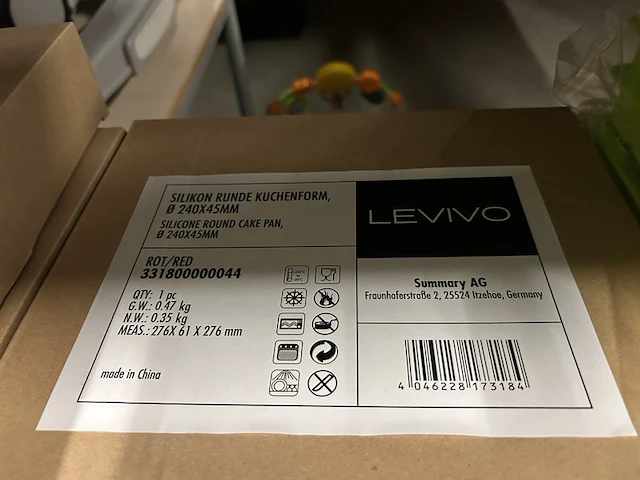 SILIKON RUNDE KUCHENFORM,
Ø 240X45MM
SILICONE ROUND CAKE PAN,
Ø 240X45MM
LEVIVO
ROT/RED
331800000044
QTY: 1 pc
G.W.: 0.47 kg
N.W.: 0.35 kg
MEAS.: 276X 61 X 276 mm
made in China
Summary AG
Fraunhoferstraße 2, 25524 Itzehoe, Germany
4 046228 173184